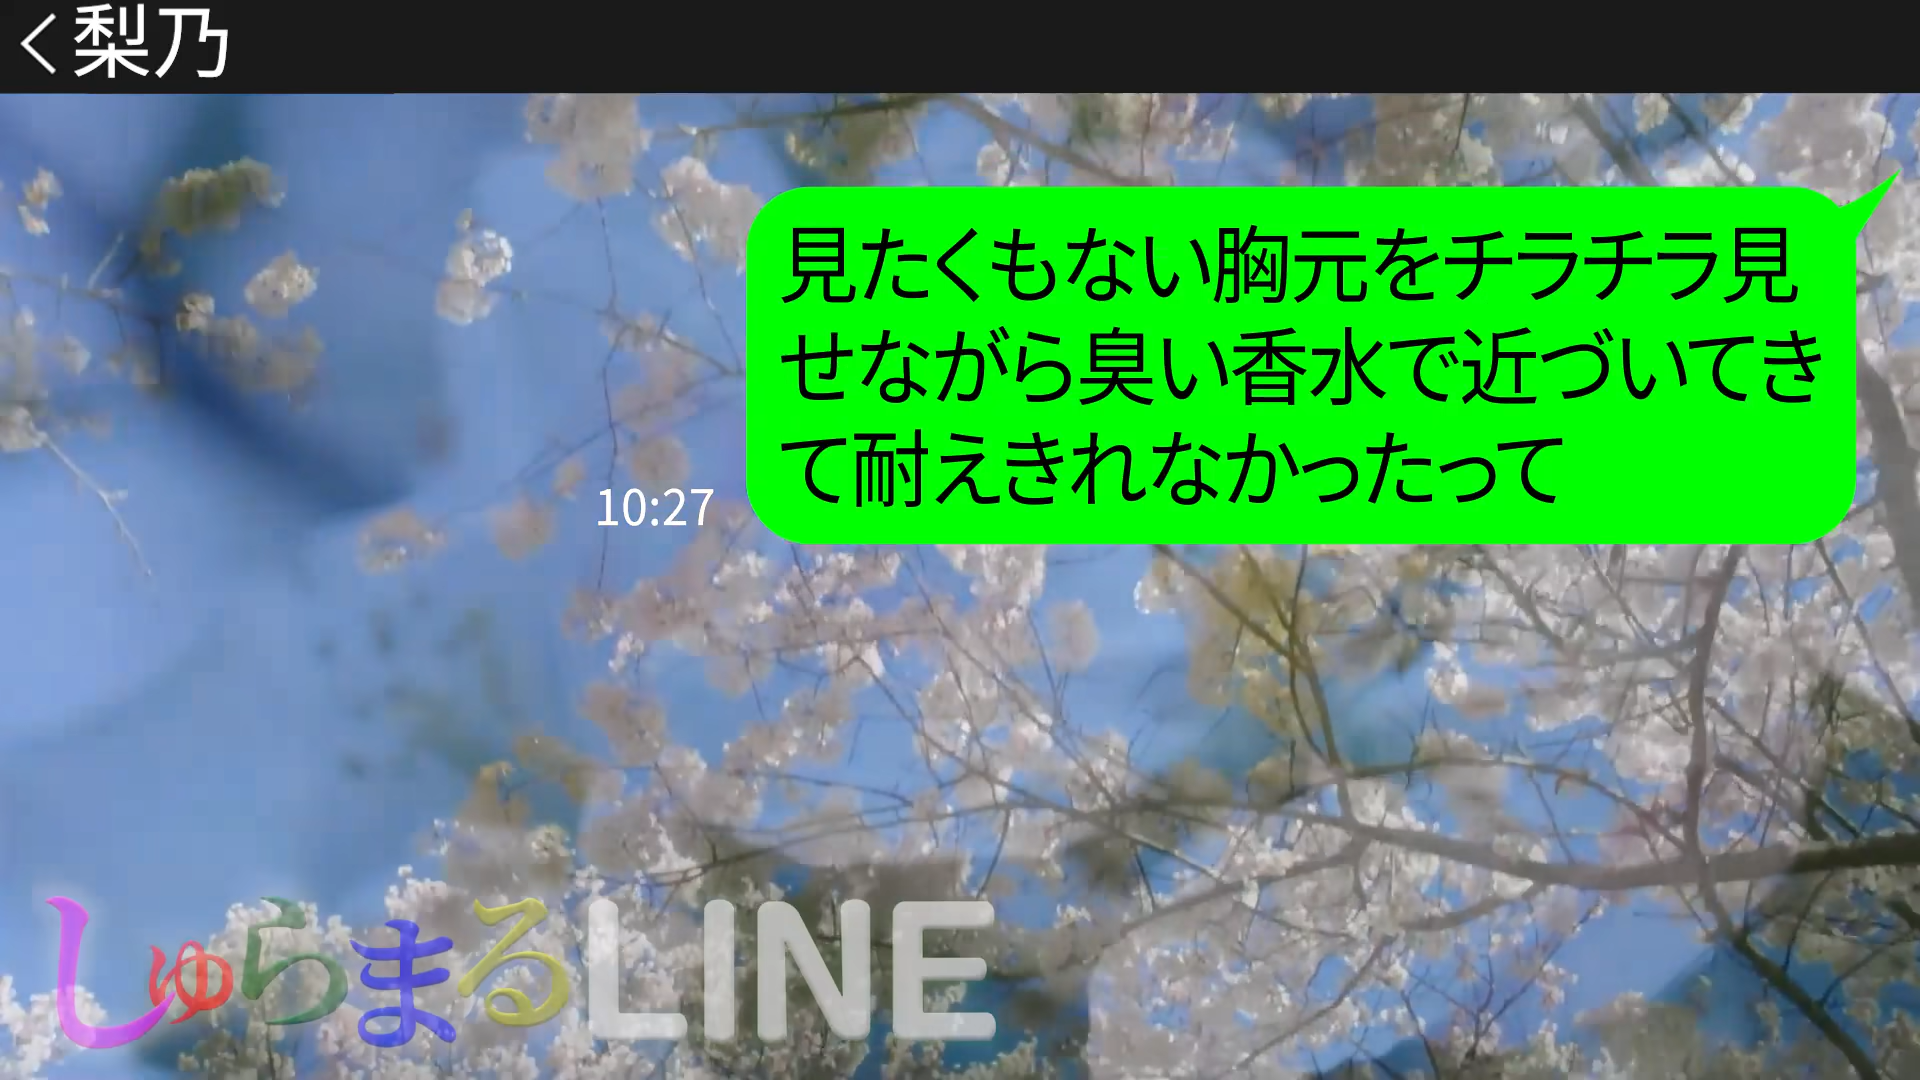 梨乃
見たくもない胸元をチラチラ見
せながら臭い香水で近づいてき
て耐えきれなかったって
10:27
しゅらまるLINE